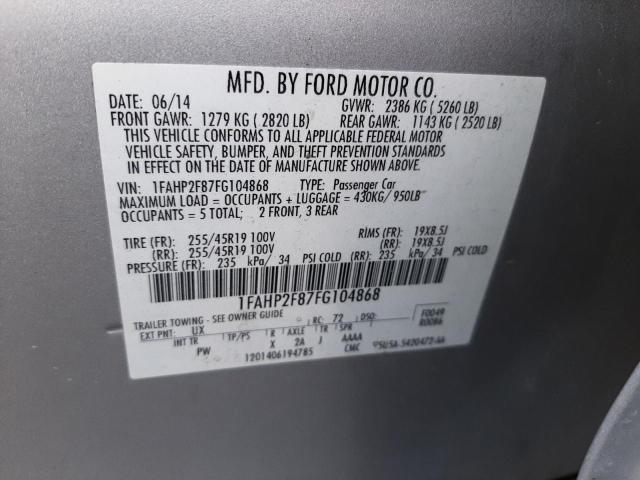 MFD. BY FORD MOTOR CO.
DATE: 06/14 GVWR: 2386 KG (5260 LB)
FRONT GAWR: 1279 KG (2820 LB) REAR GAWR: 1143 KG (2520 LB)
THIS VEHICLE CONFORMS TO ALL APPLICABLE FEDERAL MOTOR
VEHICLE SAFETY, BUMPER, AND THEFT PREVENTION STANDARDS
IN EFFECT ON THE DATE OF MANUFACTURE SHOWN ABOVE.
VIN: 1FAHP2F87FG104868 TYPE: Passenger Car
MAXIMUM LOAD = OCCUPANTS + LUGGAGE = 430KG/950LB
OCCUPANTS = 5 TOTAL; 2 FRONT, 3 REAR
TIRE (FR): 255/45R19 100V RIMS (FR): 19X8.5J
(RR): 255/45R19 100V (RR): 19X8.5J
PRESSURE (FR): 235 kPa/ 34 PSI COLD (RR): 235 kPa/ 34 PSI COLD
1FAHP2F87FG104868
TRAILER TOWING - SEE OWNER GUIDE
EXT PNT: UX RC: 72 DSO: F0049
INT TR TP/PS R AXLE TR SPR R0086
PW X 2A J AAAA
CMC
1201406194785